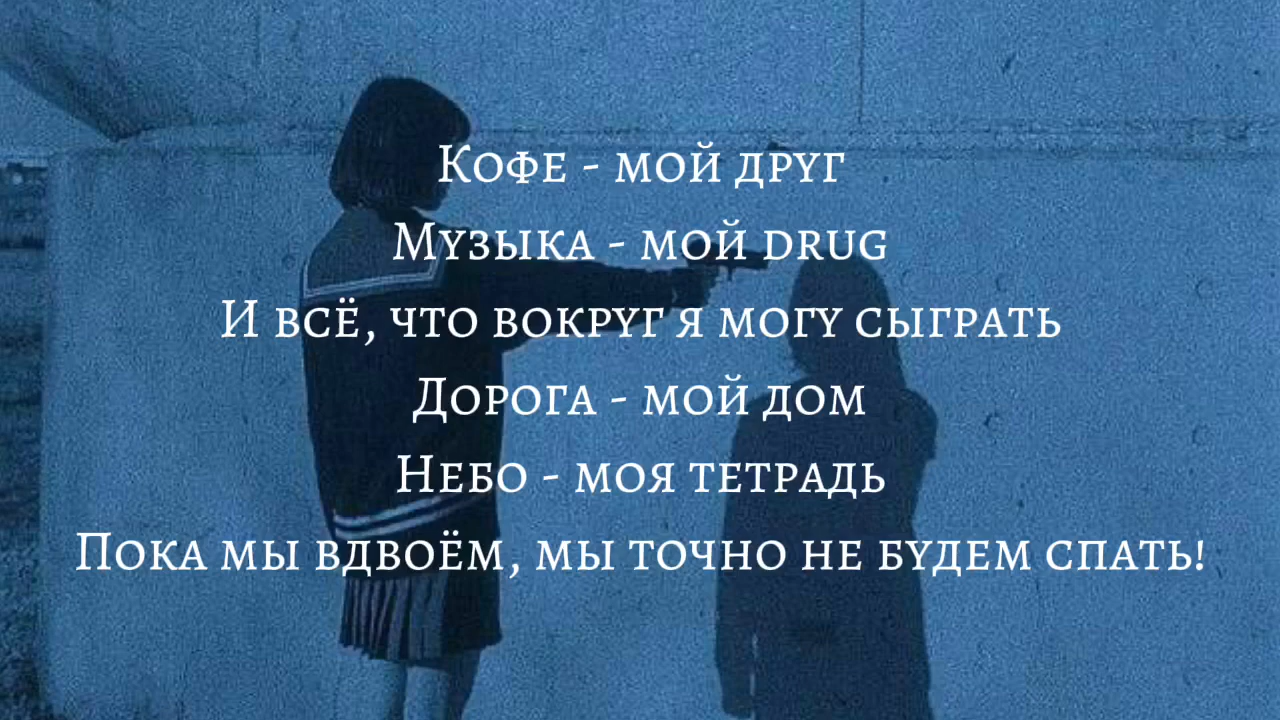 Кофе - мой друг
Музыка - мой drug
И всё, что вокруг я могу сыграть
Дорога - мой дом
Небо - моя тетрадь
Пока мы вдвоём, мы точно не будем спать!